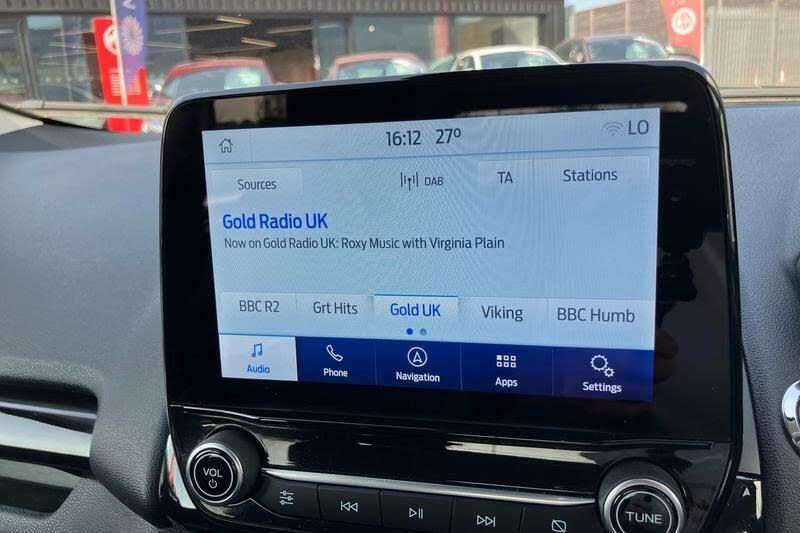 16:12 27° LO
Sources DAB TA Stations
Gold Radio UK
Now on Gold Radio UK: Roxy Music with Virginia Plain
BBC R2 Grt Hits Gold UK Viking BBC Humb
Audio Phone Navigation Apps Settings
VOL
TUNE